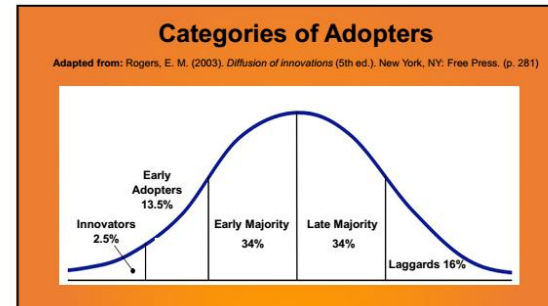 Categories of Adopters
Adapted from: Rogers, E. M. (2003). Diffusion of innovations (5th ed.). New York, NY: Free Press. (p. 281)
Early
Adopters
13.5%
Innovators
2.5%
Early Majority
34%
Late Majority
34%
Laggards 16%